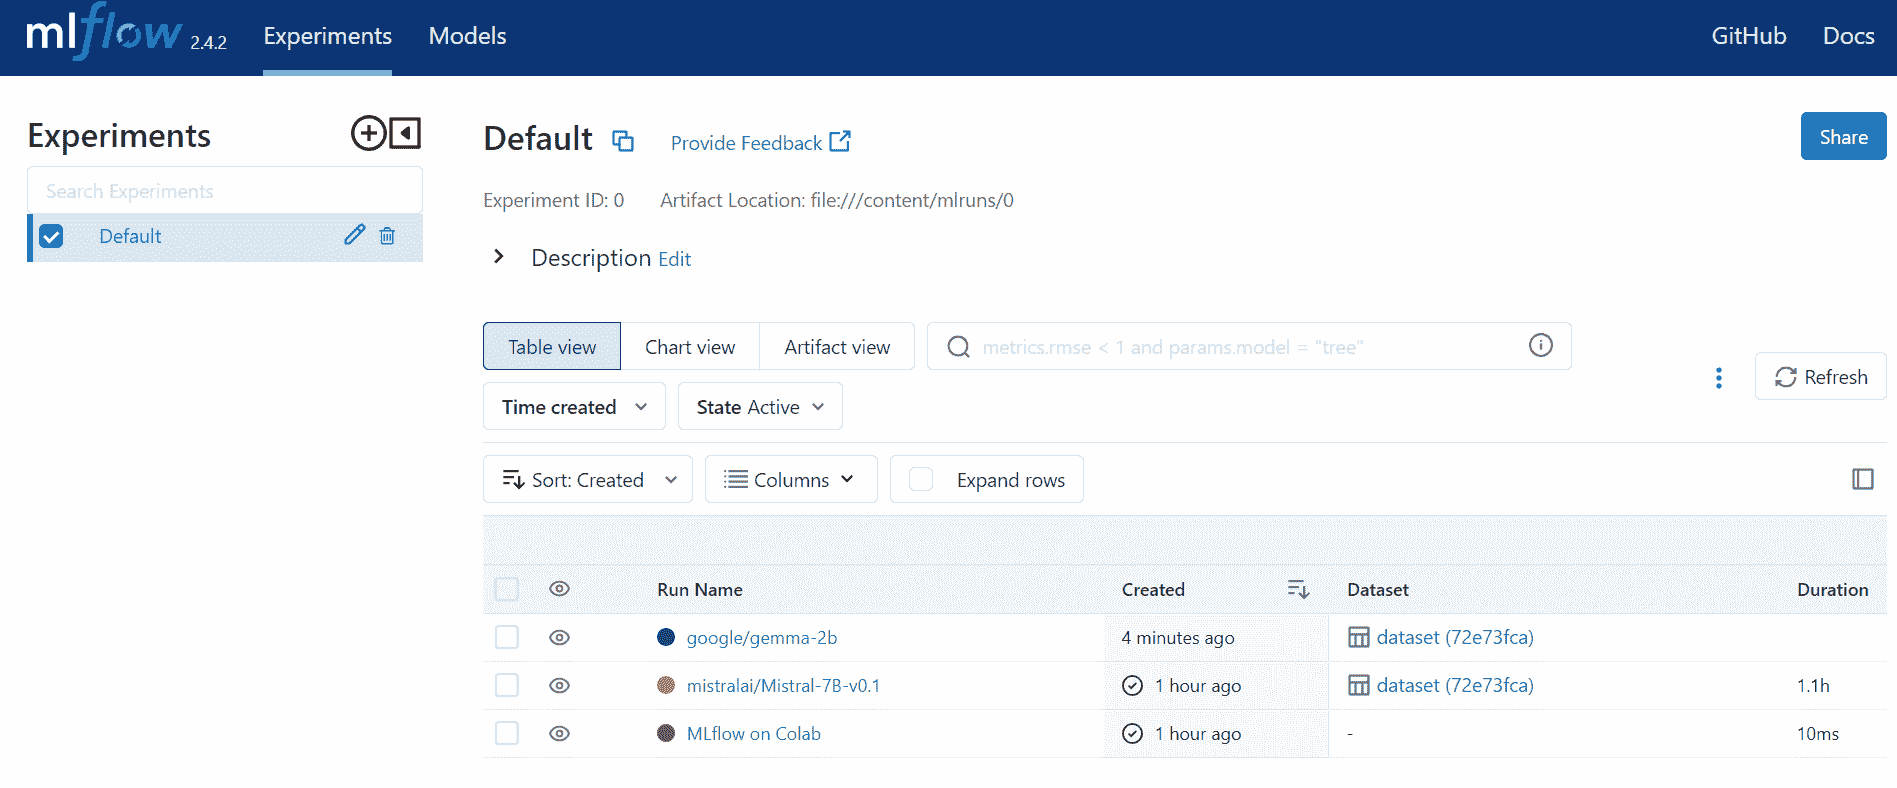 mlflow 2.4.2 Experiments Models GitHub Docs
Experiments
Search Experiments
Default
Default Provide Feedback Share
Experiment ID: 0 Artifact Location: file:///content/mlruns/0
Description Edit
Table view Chart view Artifact view metrics.rmse < 1 and params.model = "tree"
Refresh
Time created State Active
Sort: Created Columns Expand rows
Run Name Created Dataset Duration
google/gemma-2b 4 minutes ago dataset (72e73fca)
mistralai/Mistral-7B-v0.1 1 hour ago dataset (72e73fca) 1.1h
MLflow on Colab 1 hour ago - 10ms